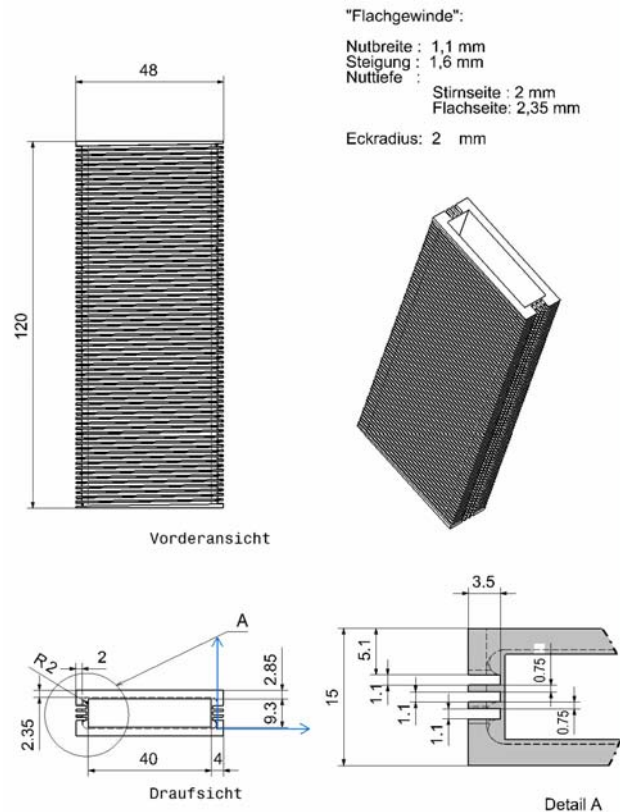 "Flachgewinde":
Nutbreite : 1,1 mm
Steigung : 1,6 mm
Nuttiefe :
Stirnseite : 2 mm
Flachseite: 2,35 mm
Eckradius: 2 mm
48
120
Vorderansicht
A
R2
2
2.85
2.35
9.3
40
4
Draufsicht
3.5
5.1
15
1.1
1.1
1.1
0.75
0.75
Detail A